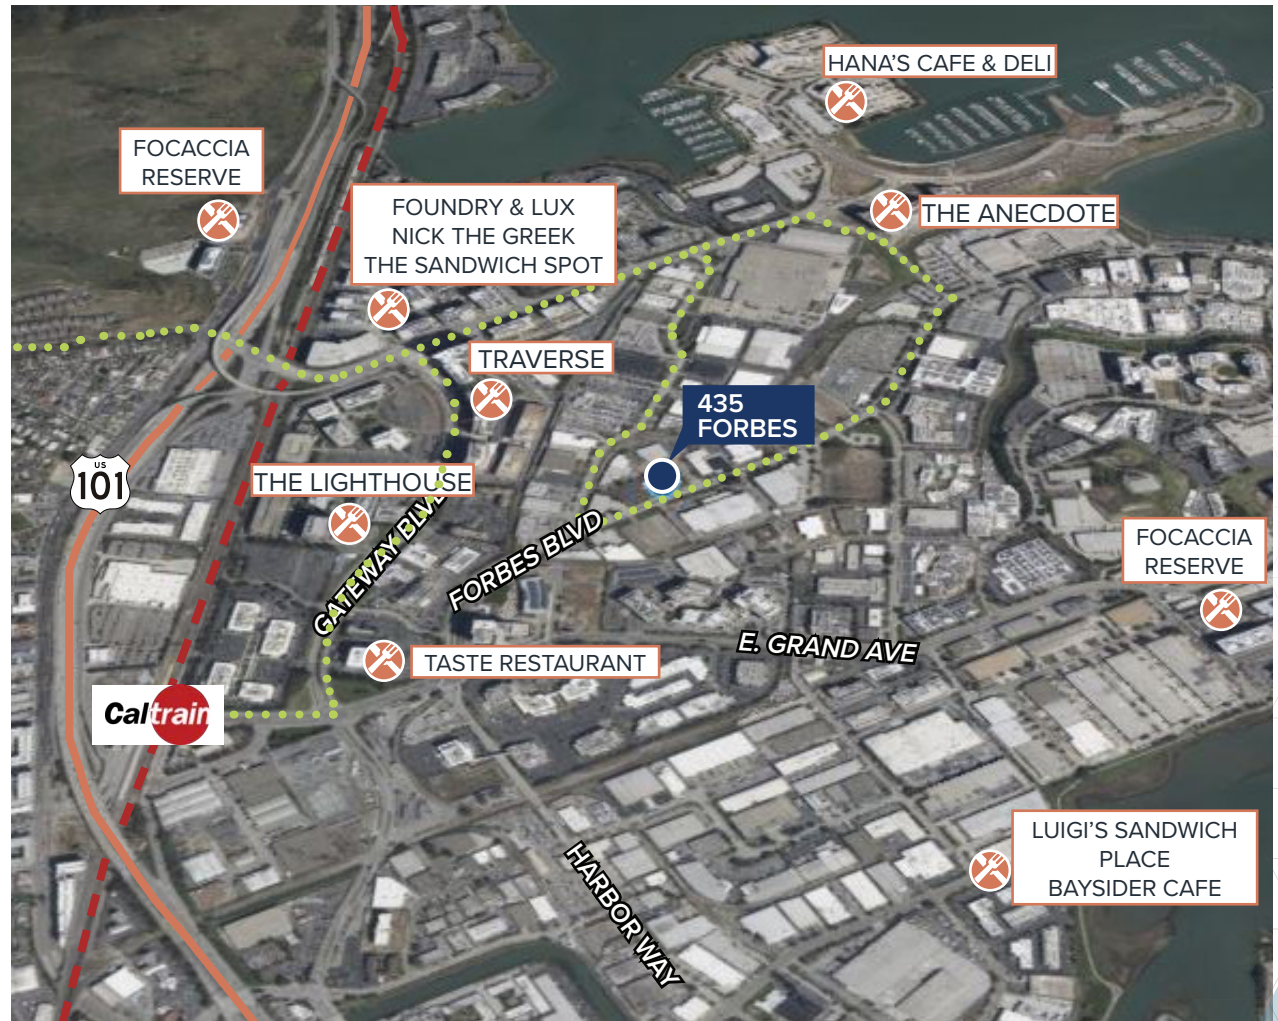 HANA'S CAFE & DELI
FOCACCIA
RESERVE
FOUNDRY & LUX
NICK THE GREEK
THE SANDWICH SPOT
THE ANECDOTE
TRAVERSE
435
FORBES
US
101
THE LIGHTHOUSE
GATEWAY BLVD
FORBES BLVD
FOCACCIA
RESERVE
E. GRAND AVE
TASTE RESTAURANT
Caltrain
LUIGI'S SANDWICH
PLACE
BAYSIDER CAFE
HARBOR WAY